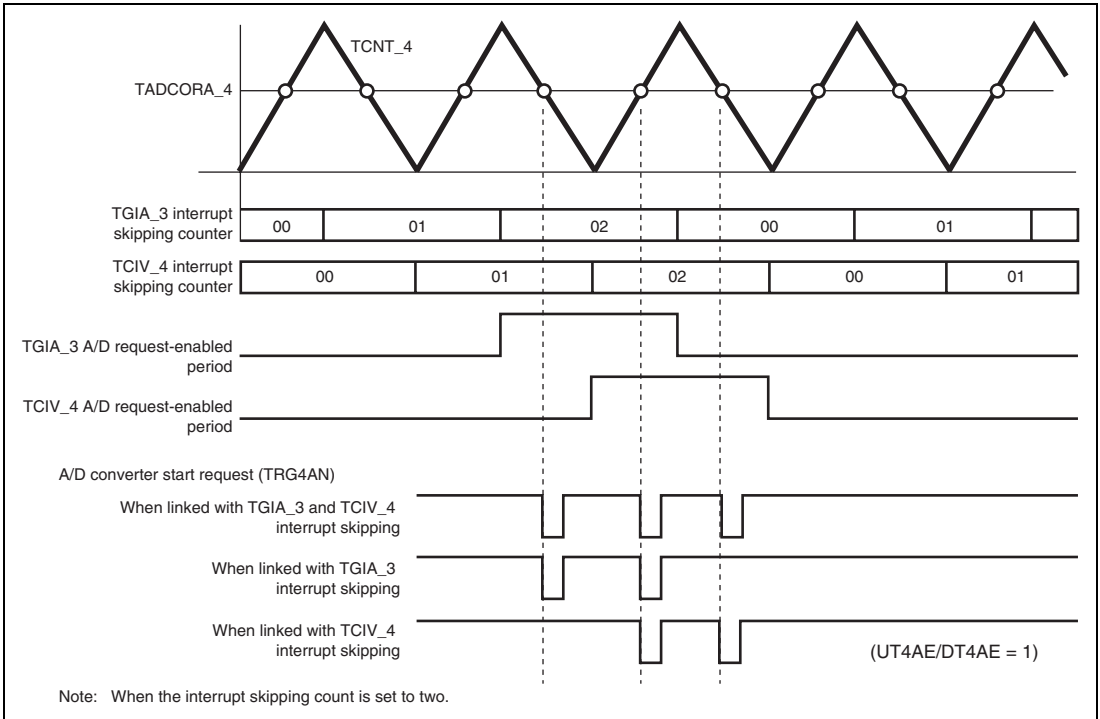 TCNT_4
TADCORA_4
TGIA_3 interrupt
skipping counter
00 01 02 00 01
TCIV_4 interrupt
skipping counter
00 01 02 00 01
TGIA_3 A/D request-enabled
period
TCIV_4 A/D request-enabled
period
A/D converter start request (TRG4AN)
When linked with TGIA_3 and TCIV_4
interrupt skipping
When linked with TGIA_3
interrupt skipping
When linked with TCIV_4
interrupt skipping
(UT4AE/DT4AE = 1)
Note: When the interrupt skipping count is set to two.